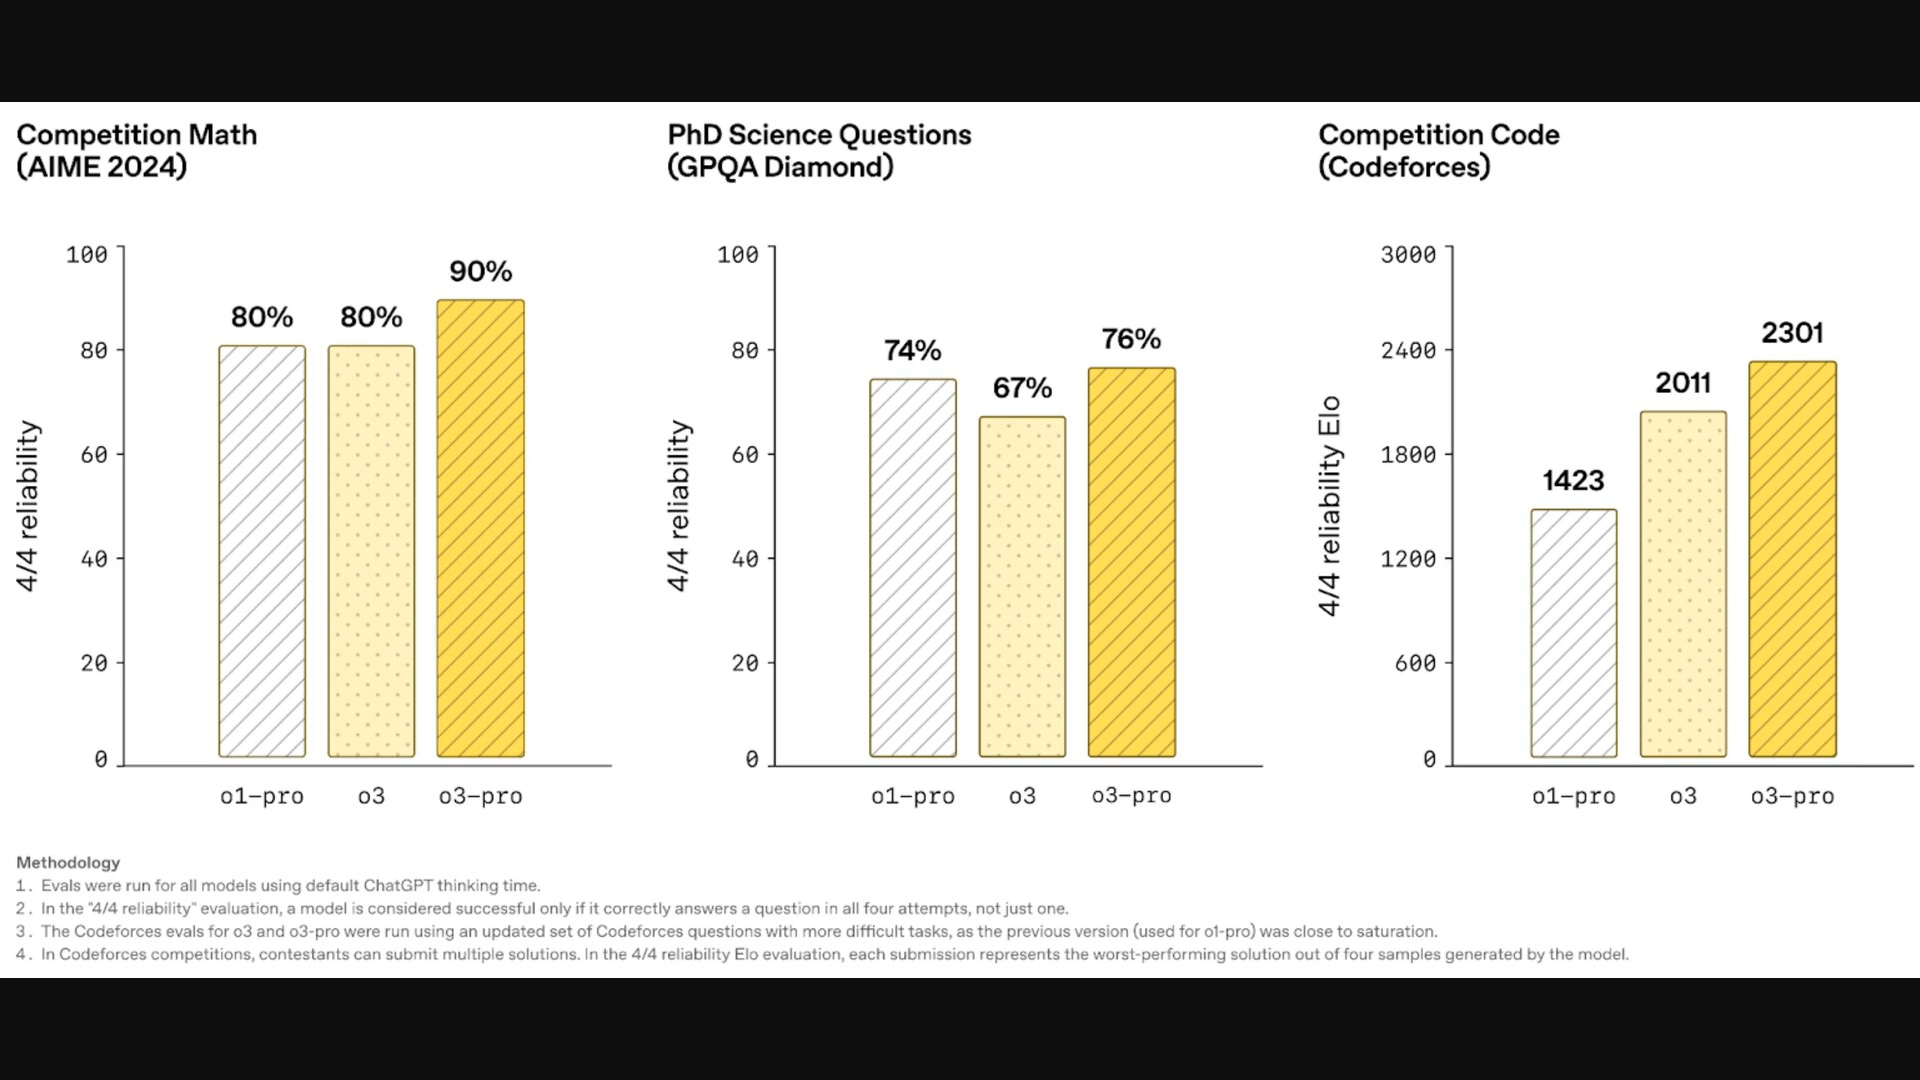 Competition Math
(AIME 2024)
4/4 reliability
100
80
60
40
20
0
80%
80%
90%
o1-pro
o3
o3-pro
PhD Science Questions
(GPQA Diamond)
4/4 reliability
100
80
60
40
20
0
74%
67%
76%
o1-pro
o3
o3-pro
Competition Code
(Codeforces)
4/4 reliability Elo
3000
2400
1800
1200
600
0
1423
2011
2301
o1-pro
o3
o3-pro
Methodology
1. Evals were run for all models using default ChatGPT thinking time.
2. In the "4/4 reliability" evaluation, a model is considered successful only if it correctly answers a question in all four attempts, not just one.
3. The Codeforces evals for o3 and o3-pro were run using an updated set of Codeforces questions with more difficult tasks, as the previous version (used for o1-pro) was close to saturation.
4. In Codeforces competitions, contestants can submit multiple solutions. In the 4/4 reliability Elo evaluation, each submission represents the worst-performing solution out of four samples generated by the model.